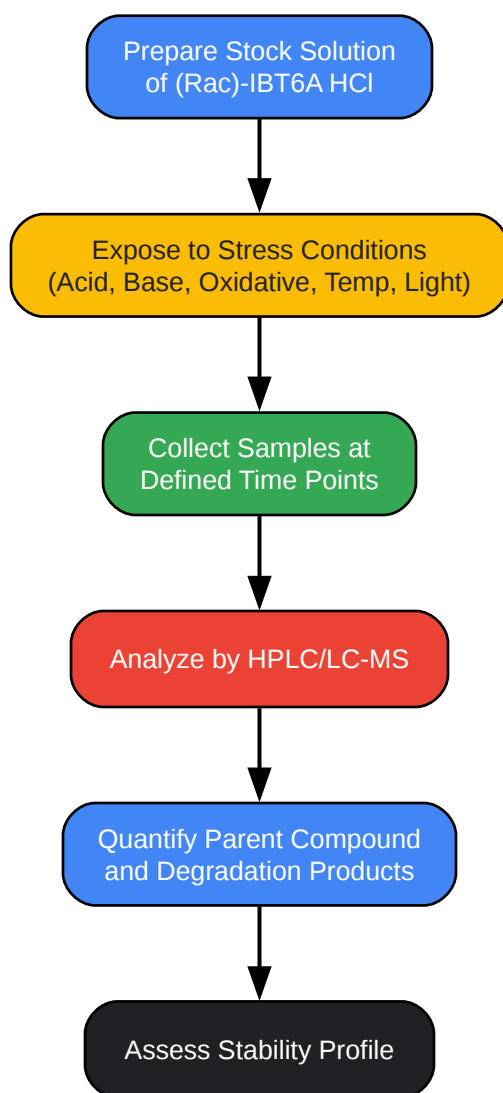 Prepare Stock Solution
of (Rac)-IBT6A HCl
Expose to Stress Conditions
(Acid, Base, Oxidative, Temp, Light)
Collect Samples at
Defined Time Points
Analyze by HPLC/LC-MS
Quantify Parent Compound
and Degradation Products
Assess Stability Profile